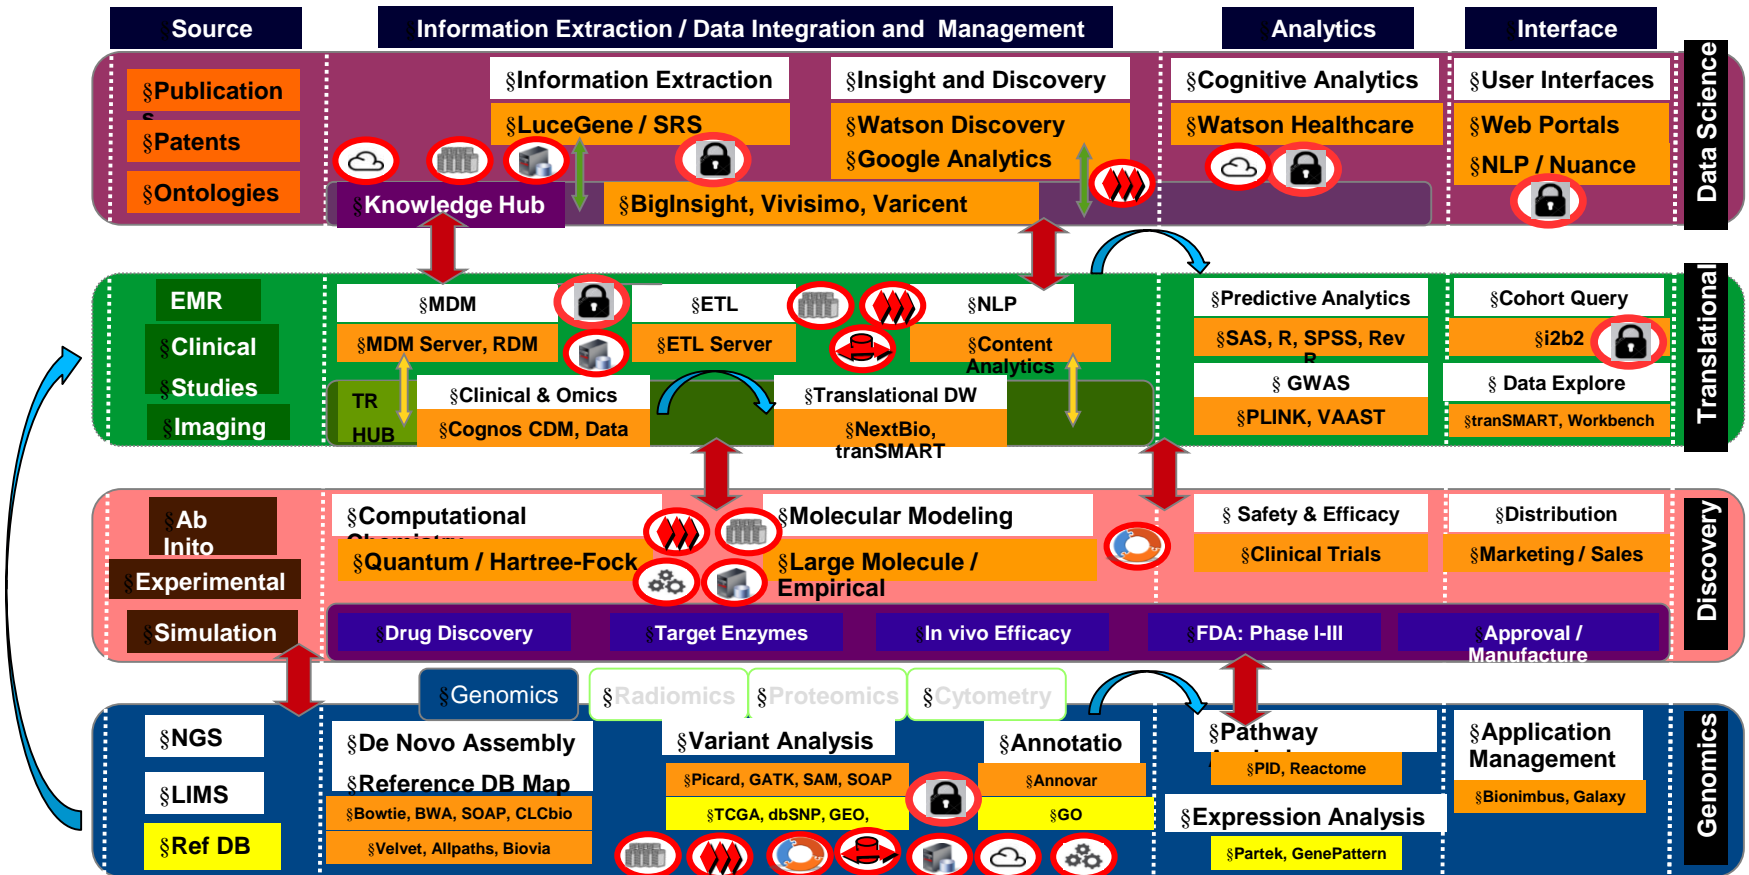 §Source
§Information Extraction / Data Integration and Management
§Analytics
§Interface
§Publication
s
§Patents
§Ontologies
§Information Extraction
§LuceGene / SRS
§Insight and Discovery
§Watson Discovery
§Google Analytics
§Cognitive Analytics
§Watson Healthcare
§User Interfaces
§Web Portals
§NLP / Nuance
§Knowledge Hub
§BigInsight, Vivisimo, Varicent
Data Science
EMR
§Clinical
§Studies
§Imaging
§MDM
§MDM Server, RDM
§ETL
§ETL Server
§NLP
§Content
Analytics
§Predictive Analytics
§SAS, R, SPSS, Rev
R
§Cohort Query
§i2b2
TR
HUB
§Clinical & Omics
§Cognos CDM, Data
§Translational DW
§NextBio,
tranSMART
§ GWAS
§PLINK, VAAST
§ Data Explore
§tranSMART, Workbench
Translational
§Ab
Inito
§Experimental
§Simulation
§Computational
Chemistry
§Quantum / Hartree-Fock
§Molecular Modeling
§Large Molecule /
Empirical
§ Safety & Efficacy
§Clinical Trials
§Distribution
§Marketing / Sales
§Drug Discovery
§Target Enzymes
§In vivo Efficacy
§FDA: Phase I-III
§Approval /
Manufacture
Discovery
§Genomics
§Radiomics
§Proteomics
§Cytometry
§NGS
§LIMS
§Ref DB
§De Novo Assembly
§Reference DB Map
§Bowtie, BWA, SOAP, CLCbio
§Velvet, Allpaths, Biovia
§Variant Analysis
§Picard, GATK, SAM, SOAP
§TCGA, dbSNP, GEO,
§Annotatio
§Annovar
§GO
§Pathway
§PID, Reactome
§Expression Analysis
§Partek, GenePattern
§Application
Management
§Bionimbus, Galaxy
Genomics